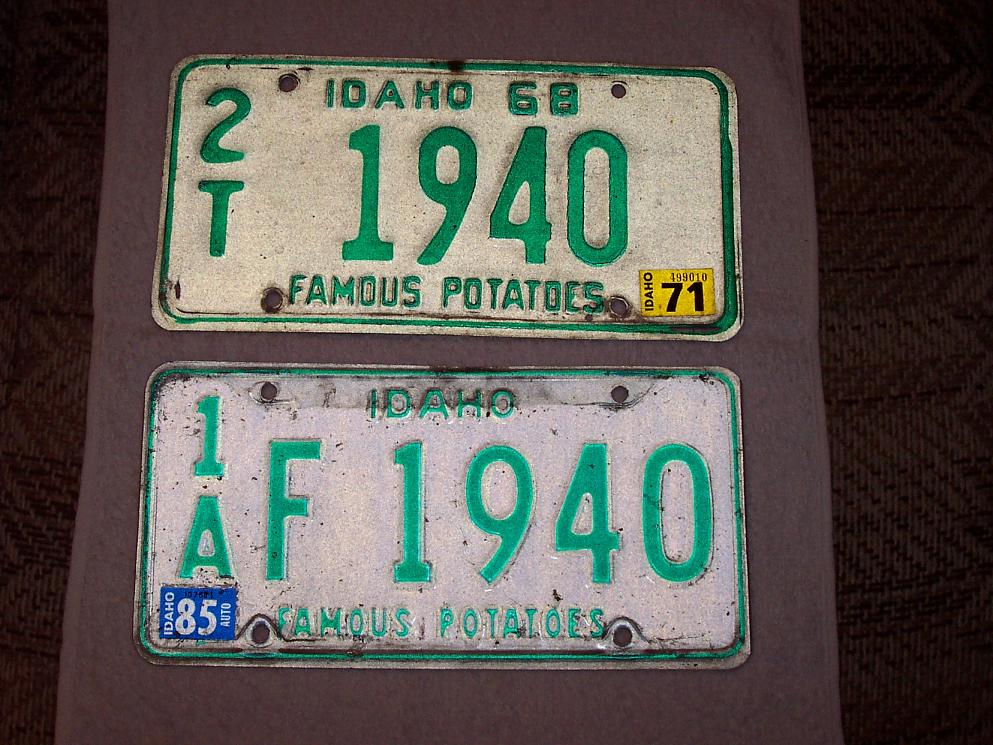 IDAHO 68
2
T
1940
FAMOUS POTATOES
IDAHO
499010
71
IDAHO
1
A
F 1940
IDAHO
85
AUTO
FAMOUS POTATOES